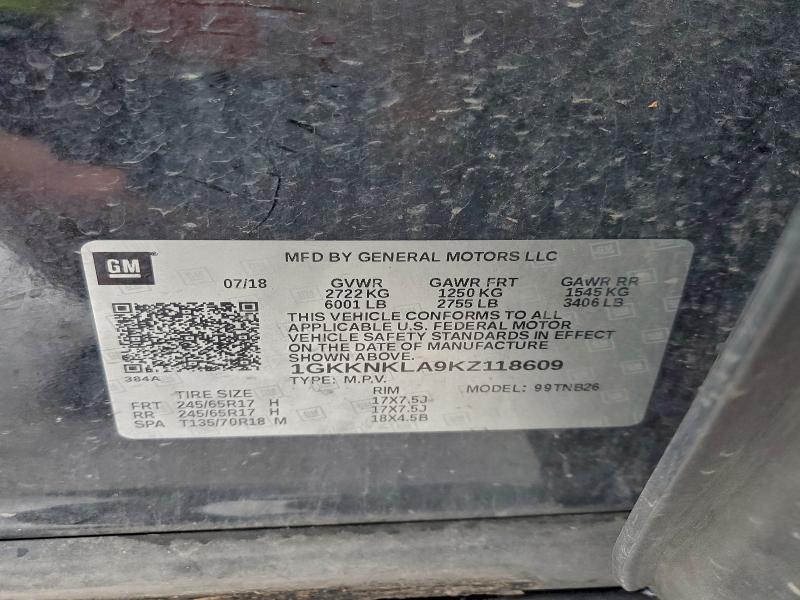 GM
MFD BY GENERAL MOTORS LLC
07/18 GVWR GAWR FRT GAWR RR
2722 KG 1250 KG 1545 KG
6001 LB 2755 LB 3406 LB
THIS VEHICLE CONFORMS TO ALL
APPLICABLE U.S. FEDERAL MOTOR
VEHICLE SAFETY STANDARDS IN EFFECT
ON THE DATE OF MANUFACTURE
SHOWN ABOVE.
384A
1GKKNKLA9KZ118609
TYPE: M.P.V. MODEL: 99TNB26
TIRE SIZE RIM
FRT 245/65R17 H 17X7.5J
RR 245/65R17 H 17X7.5J
SPA T135/70R18 M 18X4.5B